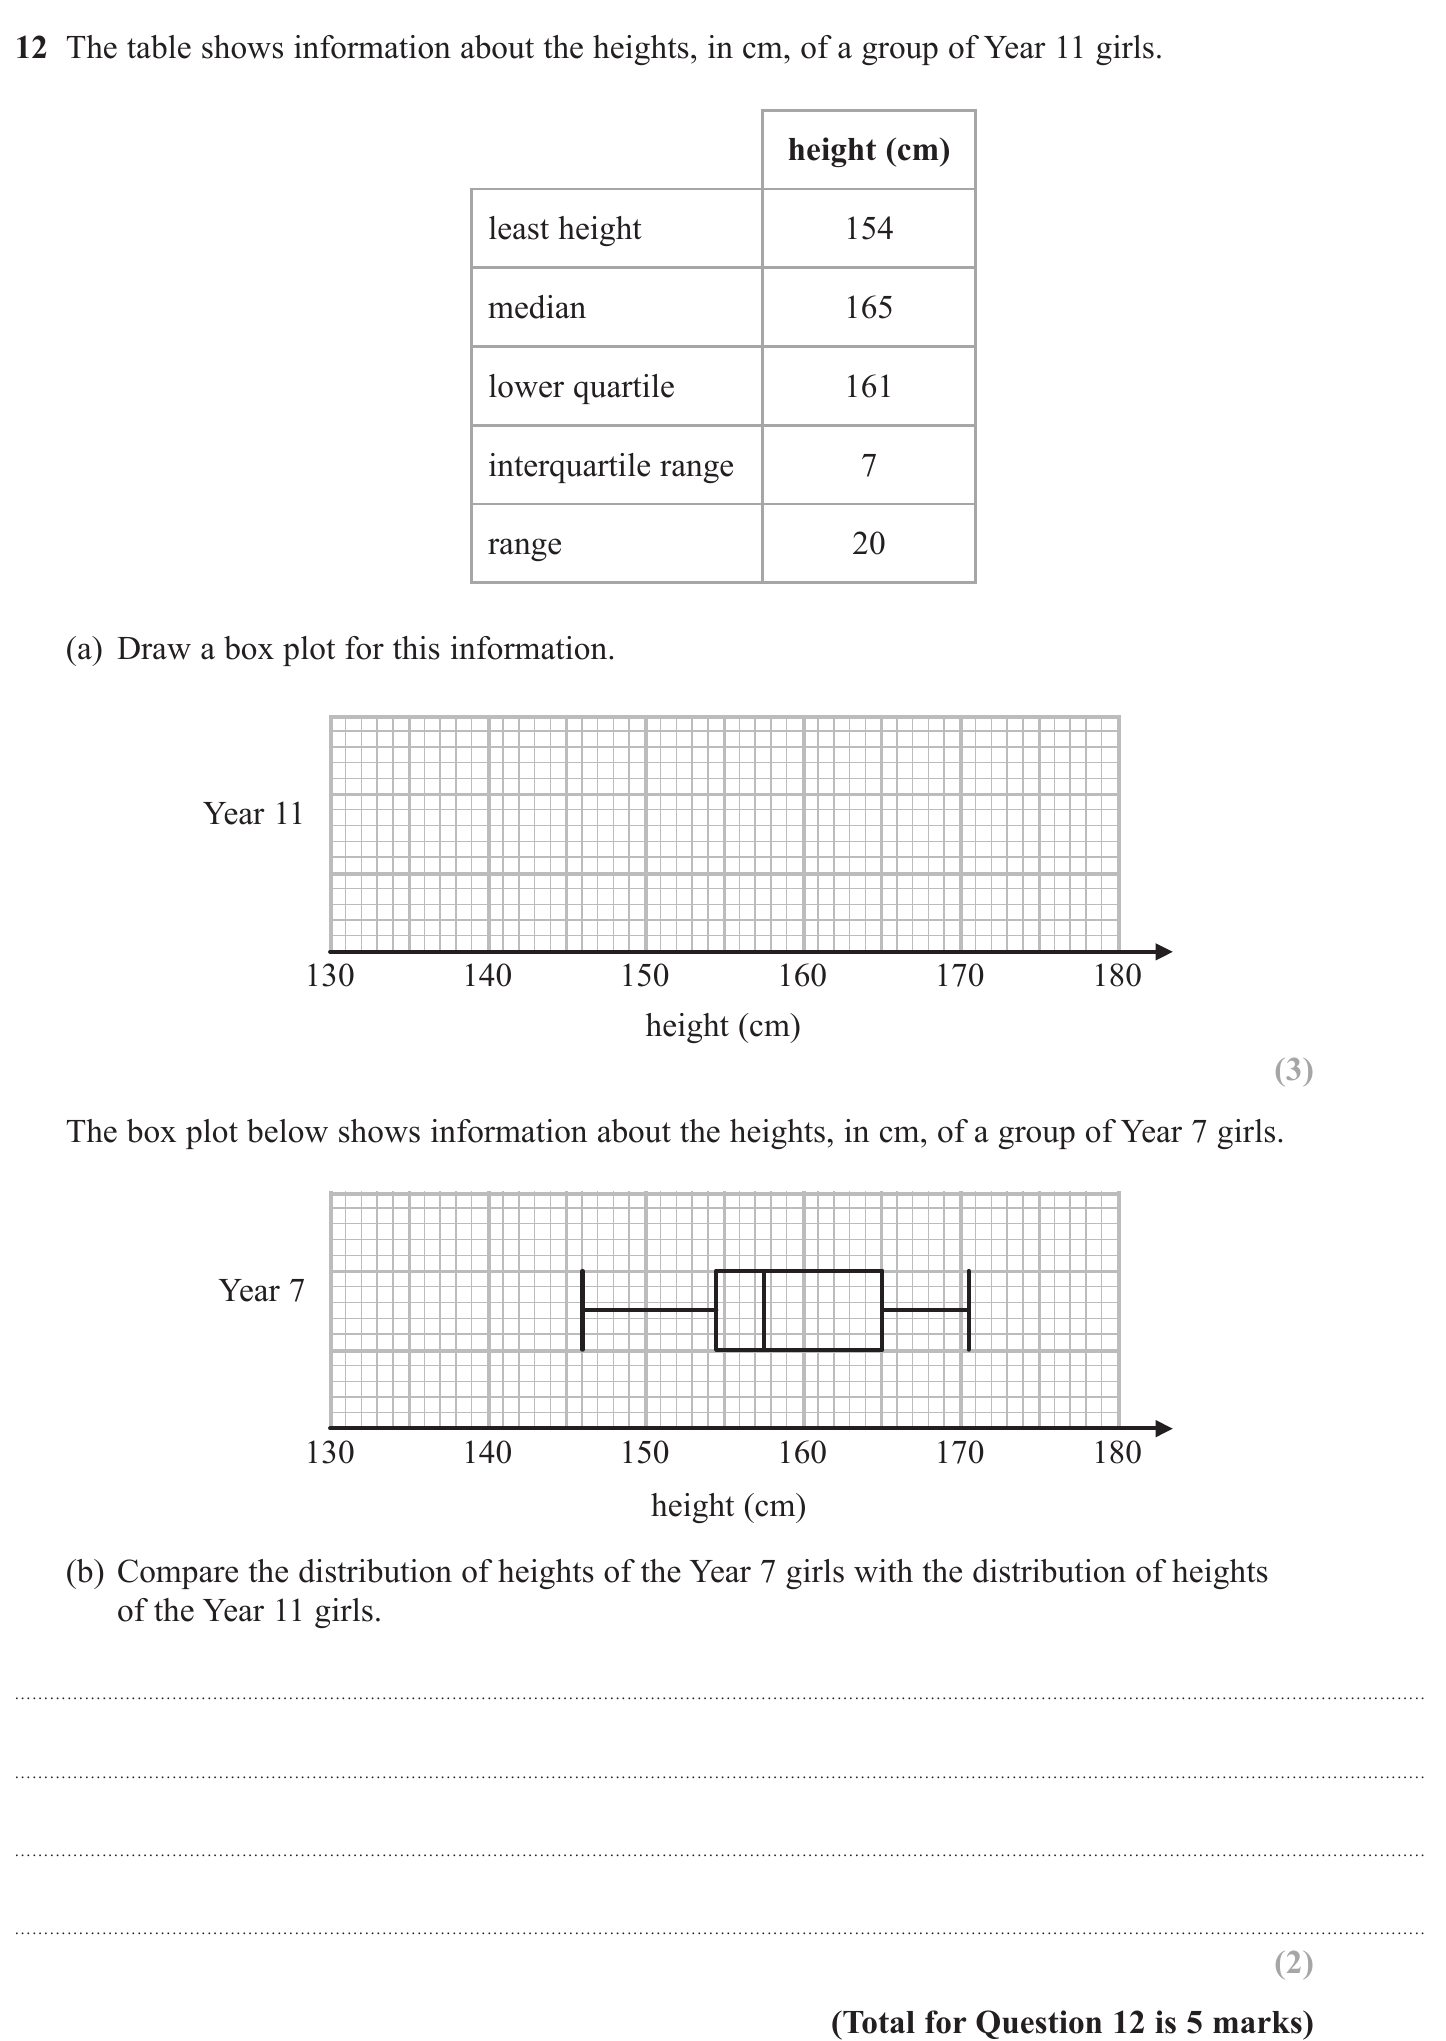 12 The table shows information about the heights, in cm, of a group of Year 11 girls.
height (cm)
least height 154
median 165
lower quartile 161
interquartile range 7
range 20
(a) Draw a box plot for this information.
Year 11
130 140 150 160 170 180
height (cm)
(3)
The box plot below shows information about the heights, in cm, of a group of Year 7 girls.
Year 7
130 140 150 160 170 180
height (cm)
(b) Compare the distribution of heights of the Year 7 girls with the distribution of heights
of the Year 11 girls.
(2)
(Total for Question 12 is 5 marks)